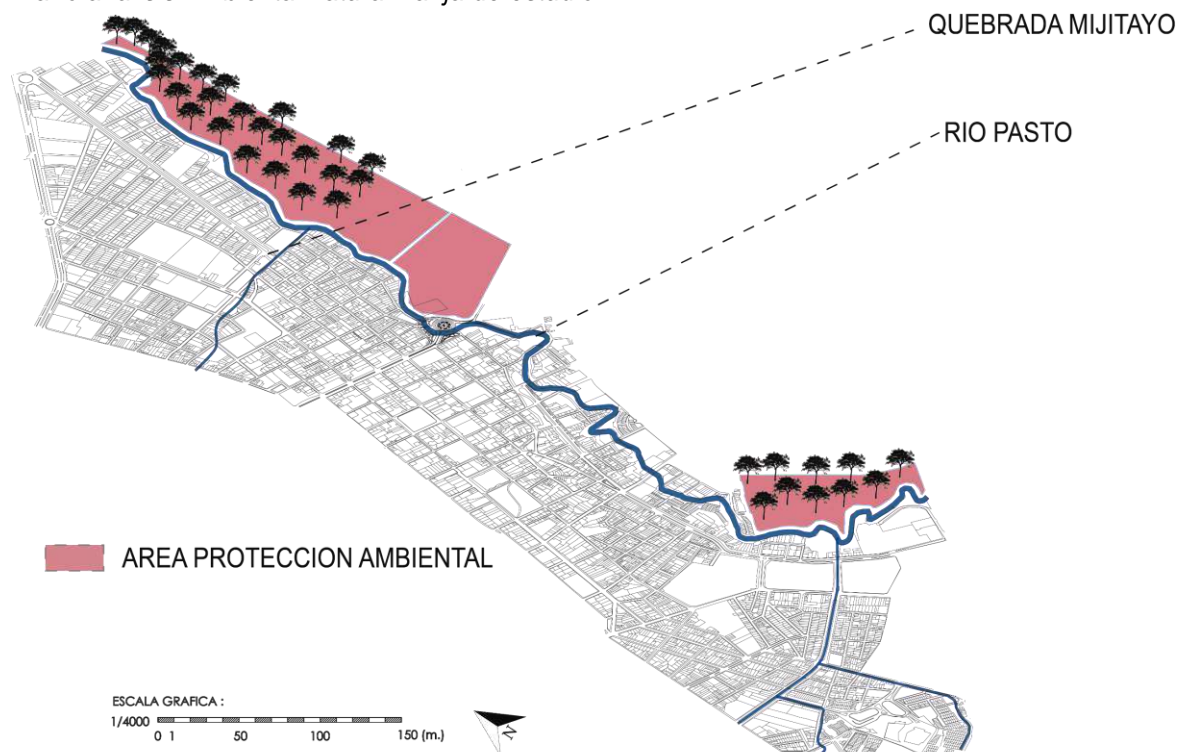 QUEBRADA MIJITAYO
RIO PASTO
AREA PROTECCION AMBIENTAL
ESCALA GRAFICA :
1/4000
0 1 50 100 150 (m.)
N